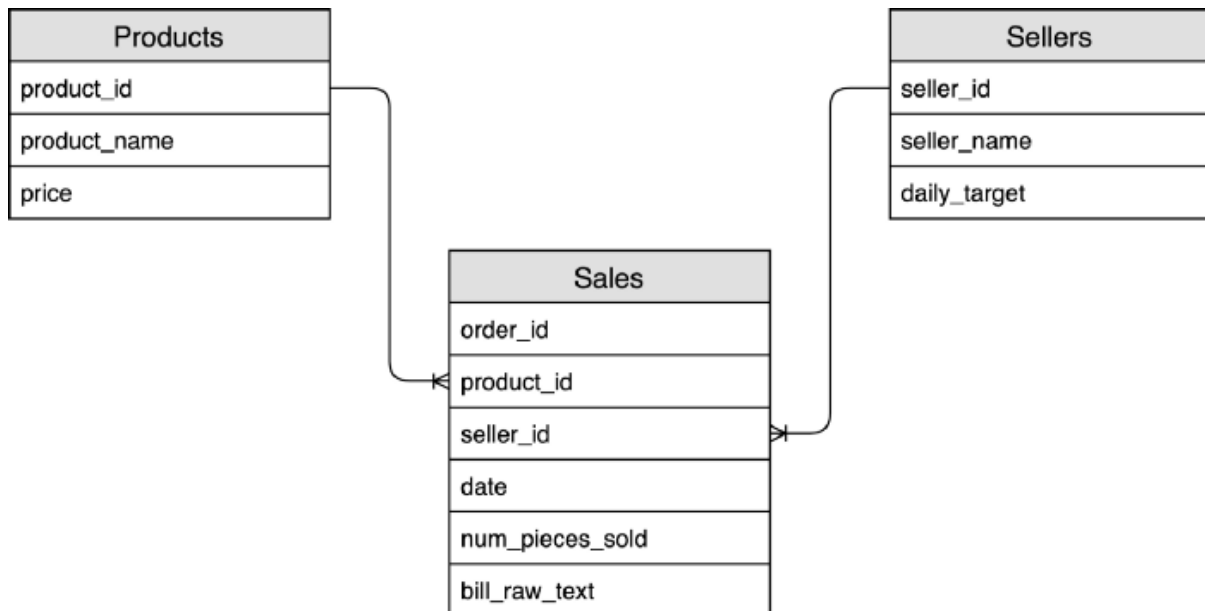 Products
product_id
product_name
price
Sellers
seller_id
seller_name
daily_target
Sales
order_id
product_id
seller_id
date
num_pieces_sold
bill_raw_text